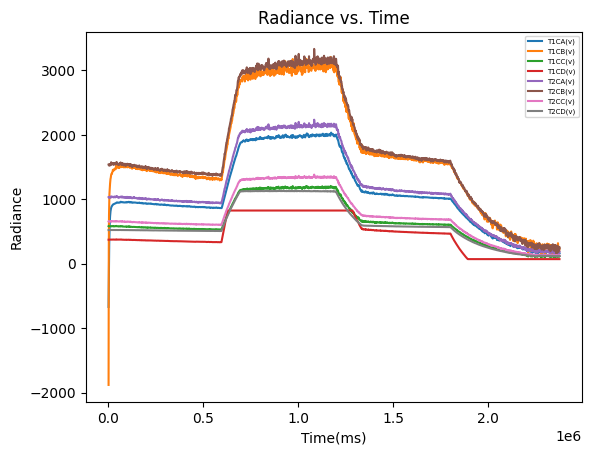 Radiance vs. Time
T1CA(v)
T1CB(v)
T1CC(v)
T1CD(v)
T2CA(v)
T2CB(v)
T2CC(v)
T2CD(v)
3000
2000
1000
0
−1000
−2000
Radiance
0.0 0.5 1.0 1.5 2.0
1e6
Time(ms)